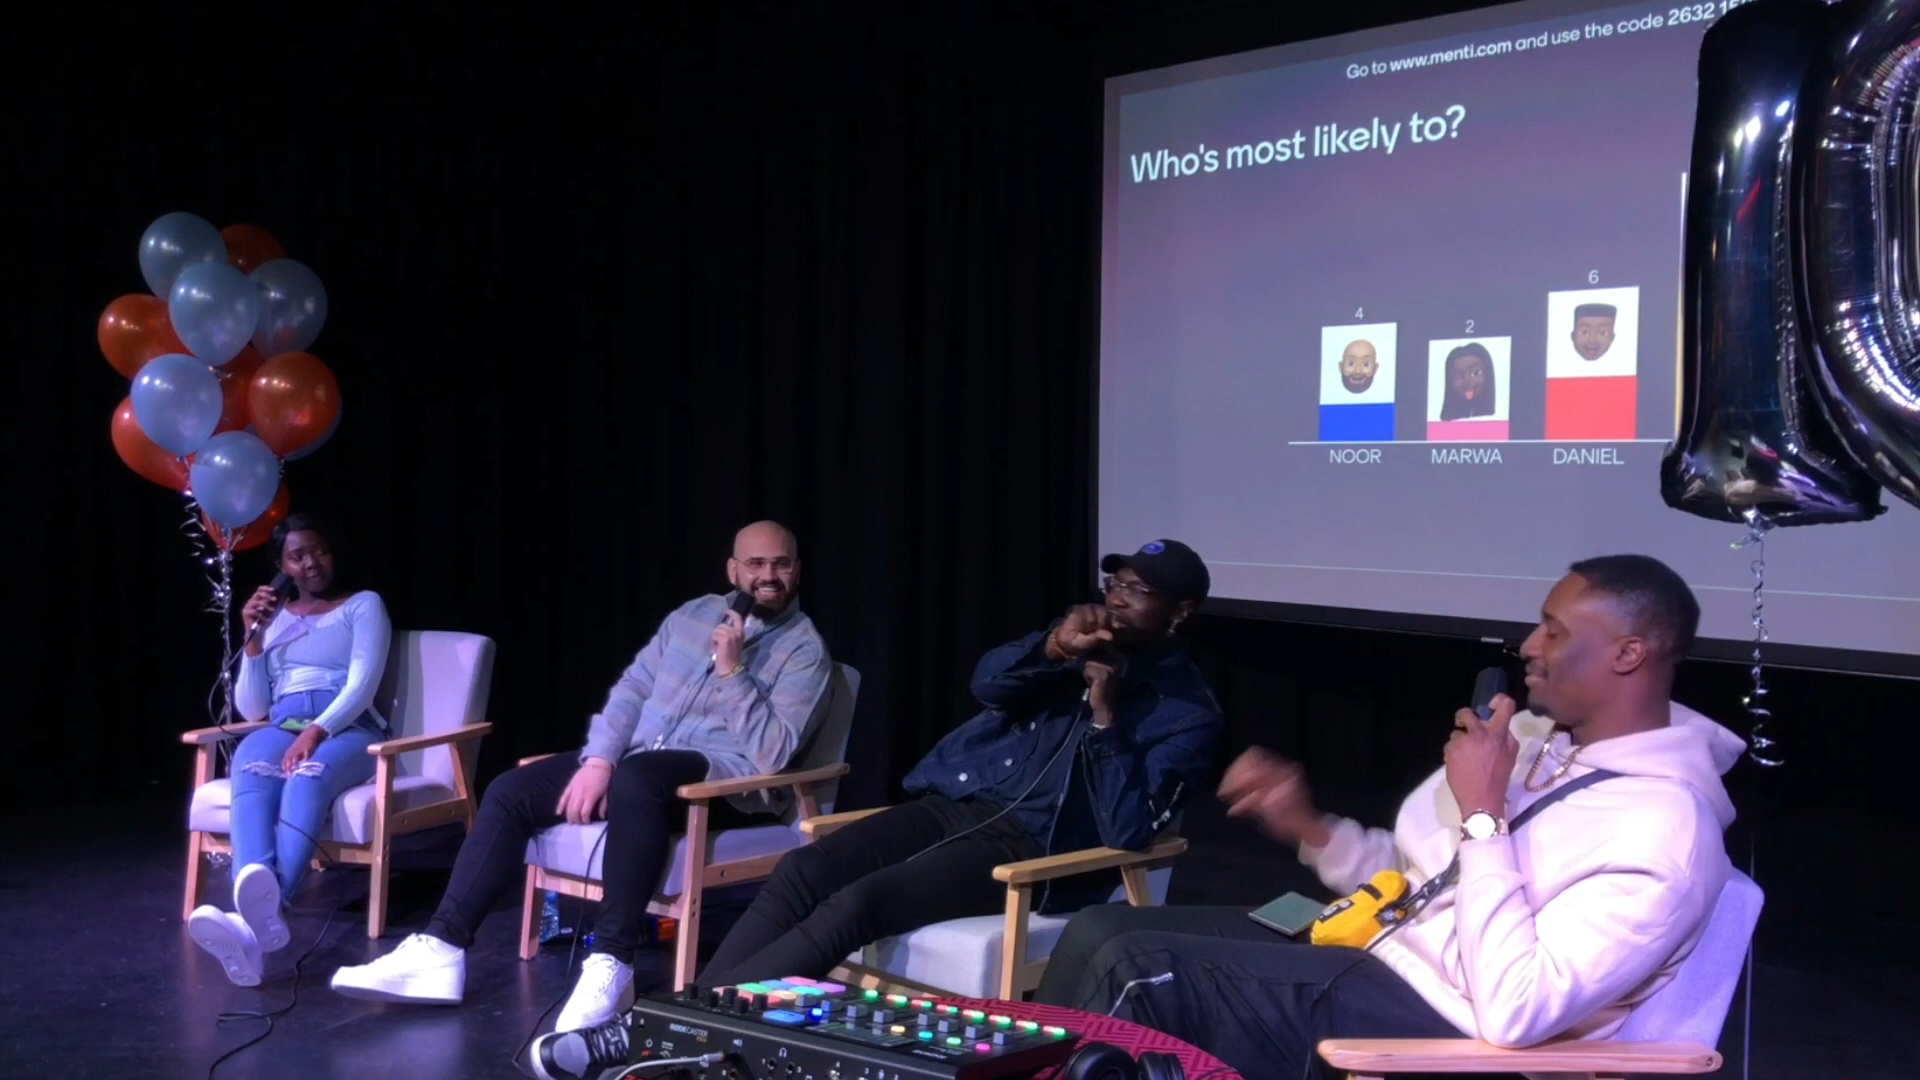 Go to www.menti.com and use the code 2632
Who's most likely to?
4
2
6
NOOR
MARWA
DANIEL